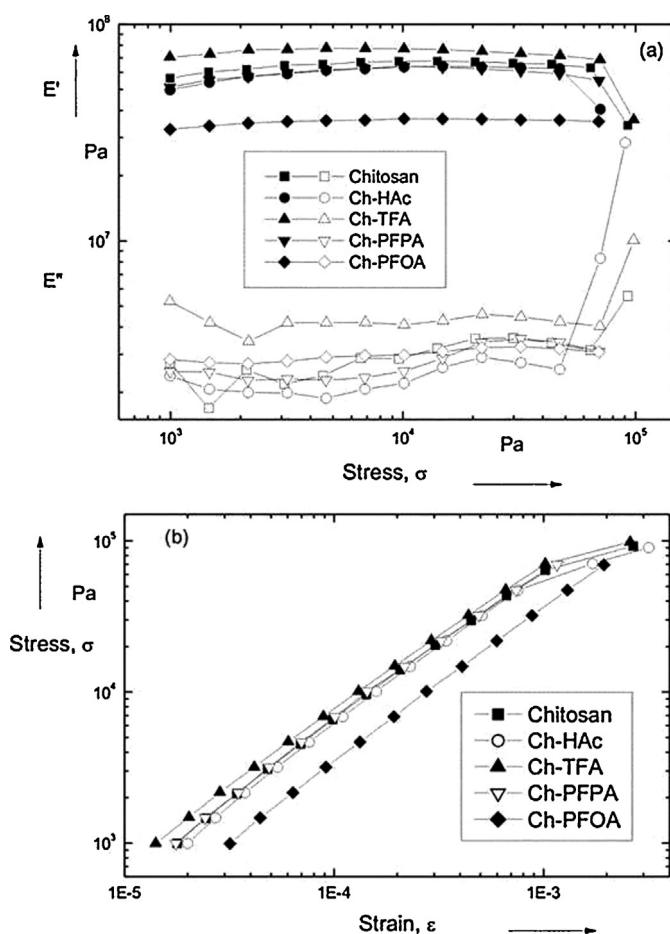 10⁸
(a)
E'
Pa
Chitosan
Ch-HAc
Ch-TFA
Ch-PFPA
Ch-PFOA
10⁷
E"
10³
10⁴
Pa
10⁵
Stress, σ
(b)
10⁵
Pa
Stress, σ
10⁴
Chitosan
Ch-HAc
Ch-TFA
Ch-PFPA
Ch-PFOA
10³
1E-5
1E-4
1E-3
Strain, ε